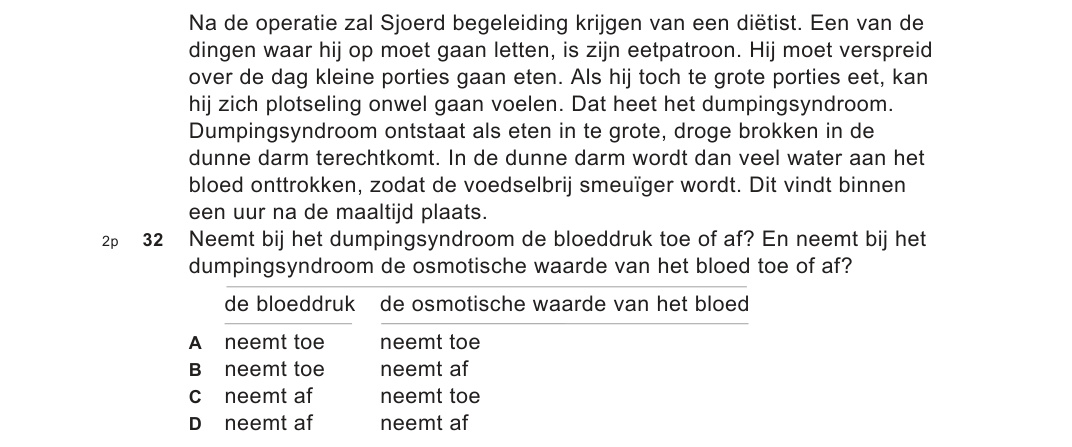 Na de operatie zal Sjoerd begeleiding krijgen van een diëtist. Een van de
dingen waar hij op moet gaan letten, is zijn eetpatroon. Hij moet verspreid
over de dag kleine porties gaan eten. Als hij toch te grote porties eet, kan
hij zich plotseling onwel gaan voelen. Dat heet het dumpingsyndroom.
Dumpingsyndroom ontstaat als eten in te grote, droge brokken in de
dunne darm terechtkomt. In de dunne darm wordt dan veel water aan het
bloed onttrokken, zodat de voedselbrij smeuïger wordt. Dit vindt binnen
een uur na de maaltijd plaats.
2p 32 Neemt bij het dumpingsyndroom de bloeddruk toe of af? En neemt bij het
dumpingsyndroom de osmotische waarde van het bloed toe of af?
de bloeddruk de osmotische waarde van het bloed
A neemt toe neemt toe
B neemt toe neemt af
C neemt af neemt toe
D neemt af neemt af